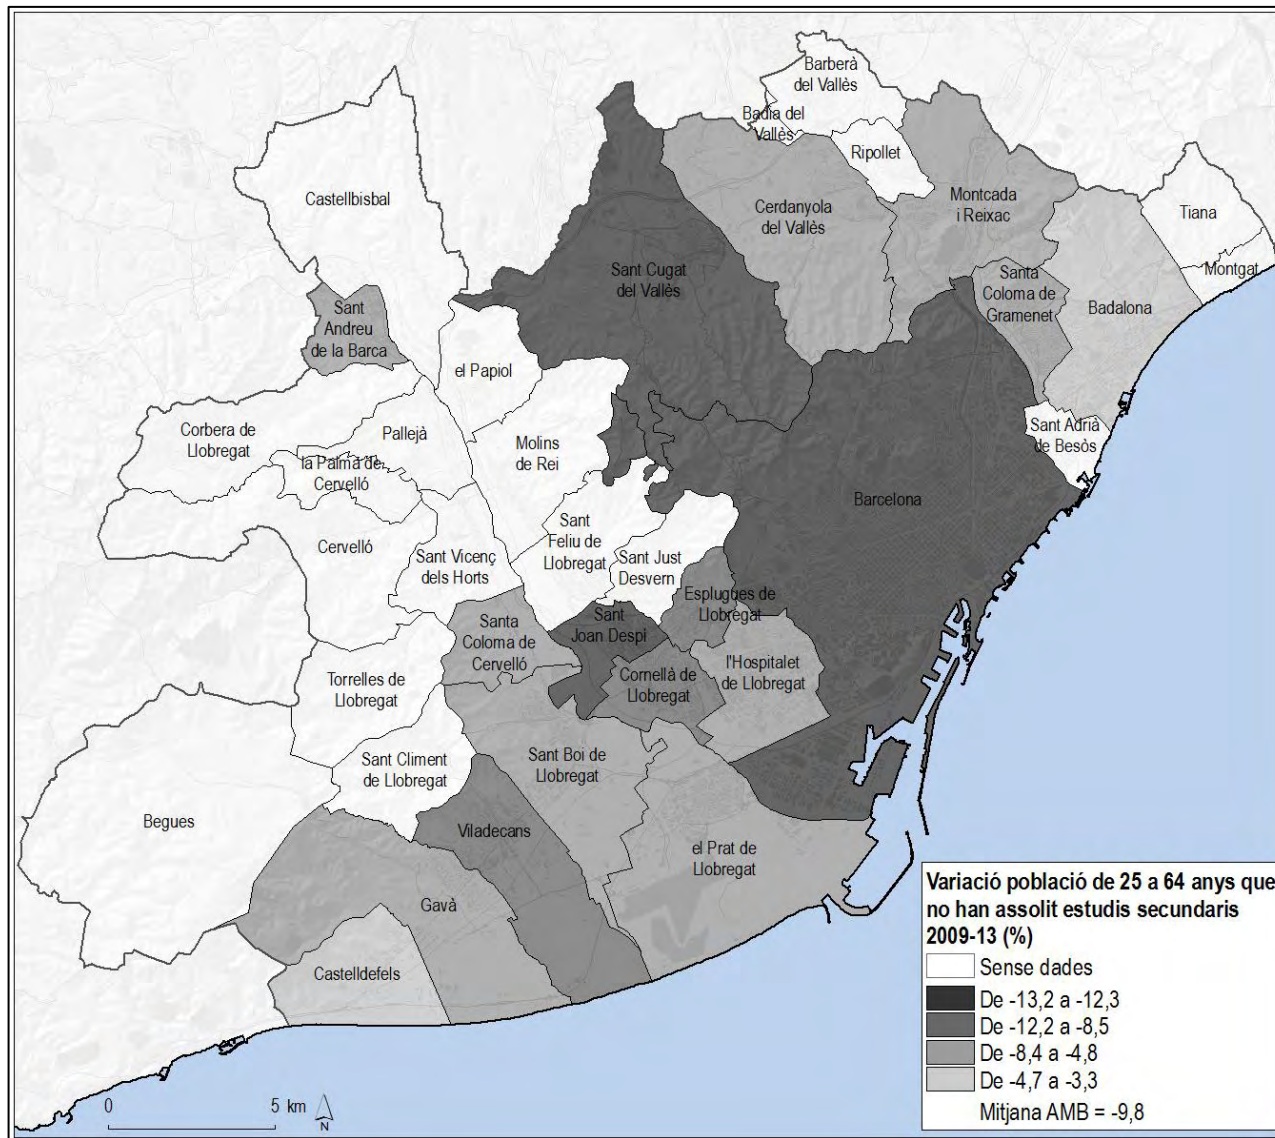 Barberà
del Vallès
Badia del
Vallès
Ripollet
Castellbisbal
Montcada
i Reixac
Cerdanyola
del Vallès
Tiana
Montgat
Sant Cugat
del Vallès
Santa
Coloma de
Gramenet
Badalona
Sant
Andreu
de la Barca
el Papiol
Corbera de
Llobregat
Pallejà
Molins
de Rei
Sant Adrià
de Besòs
la Palma de
Cervelló
Barcelona
Cervelló
Sant Vicenç
dels Horts
Sant
Feliu de
Llobregat
Sant Just
Desvern
Esplugues de
Llobregat
Santa
Coloma de
Cervelló
Sant
Joan Despí
Cornellà de
Llobregat
l'Hospitalet
de Llobregat
Torrelles de
Llobregat
Sant Climent
de Llobregat
Sant Boi de
Llobregat
Begues
Viladecans
el Prat de
Llobregat
Gavà
Castelldefels
Variació població de 25 a 64 anys que
no han assolit estudis secundaris
2009-13 (%)
Sense dades
De -13,2 a -12,3
De -12,2 a -8,5
De -8,4 a -4,8
De -4,7 a -3,3
Mitjana AMB = -9,8
0 5 km
N